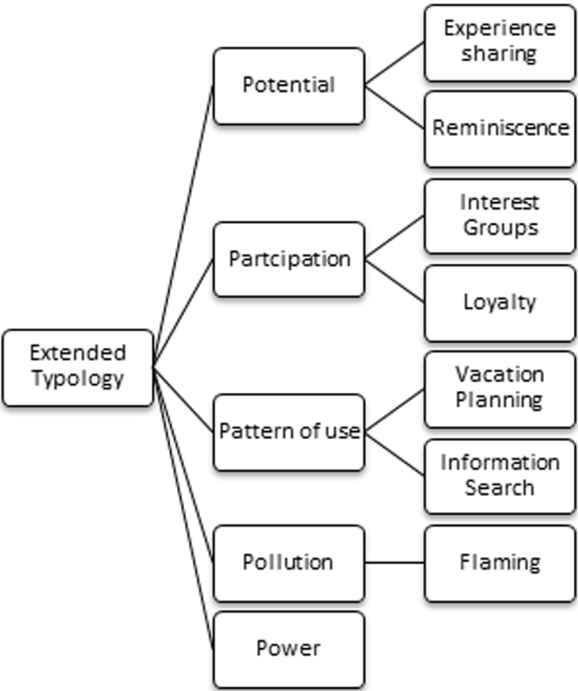 Extended
Typology
Potential
Experience
sharing
Reminiscence
Partcipation
Interest
Groups
Loyalty
Pattern of use
Vacation
Planning
Information
Search
Pollution
Flaming
Power